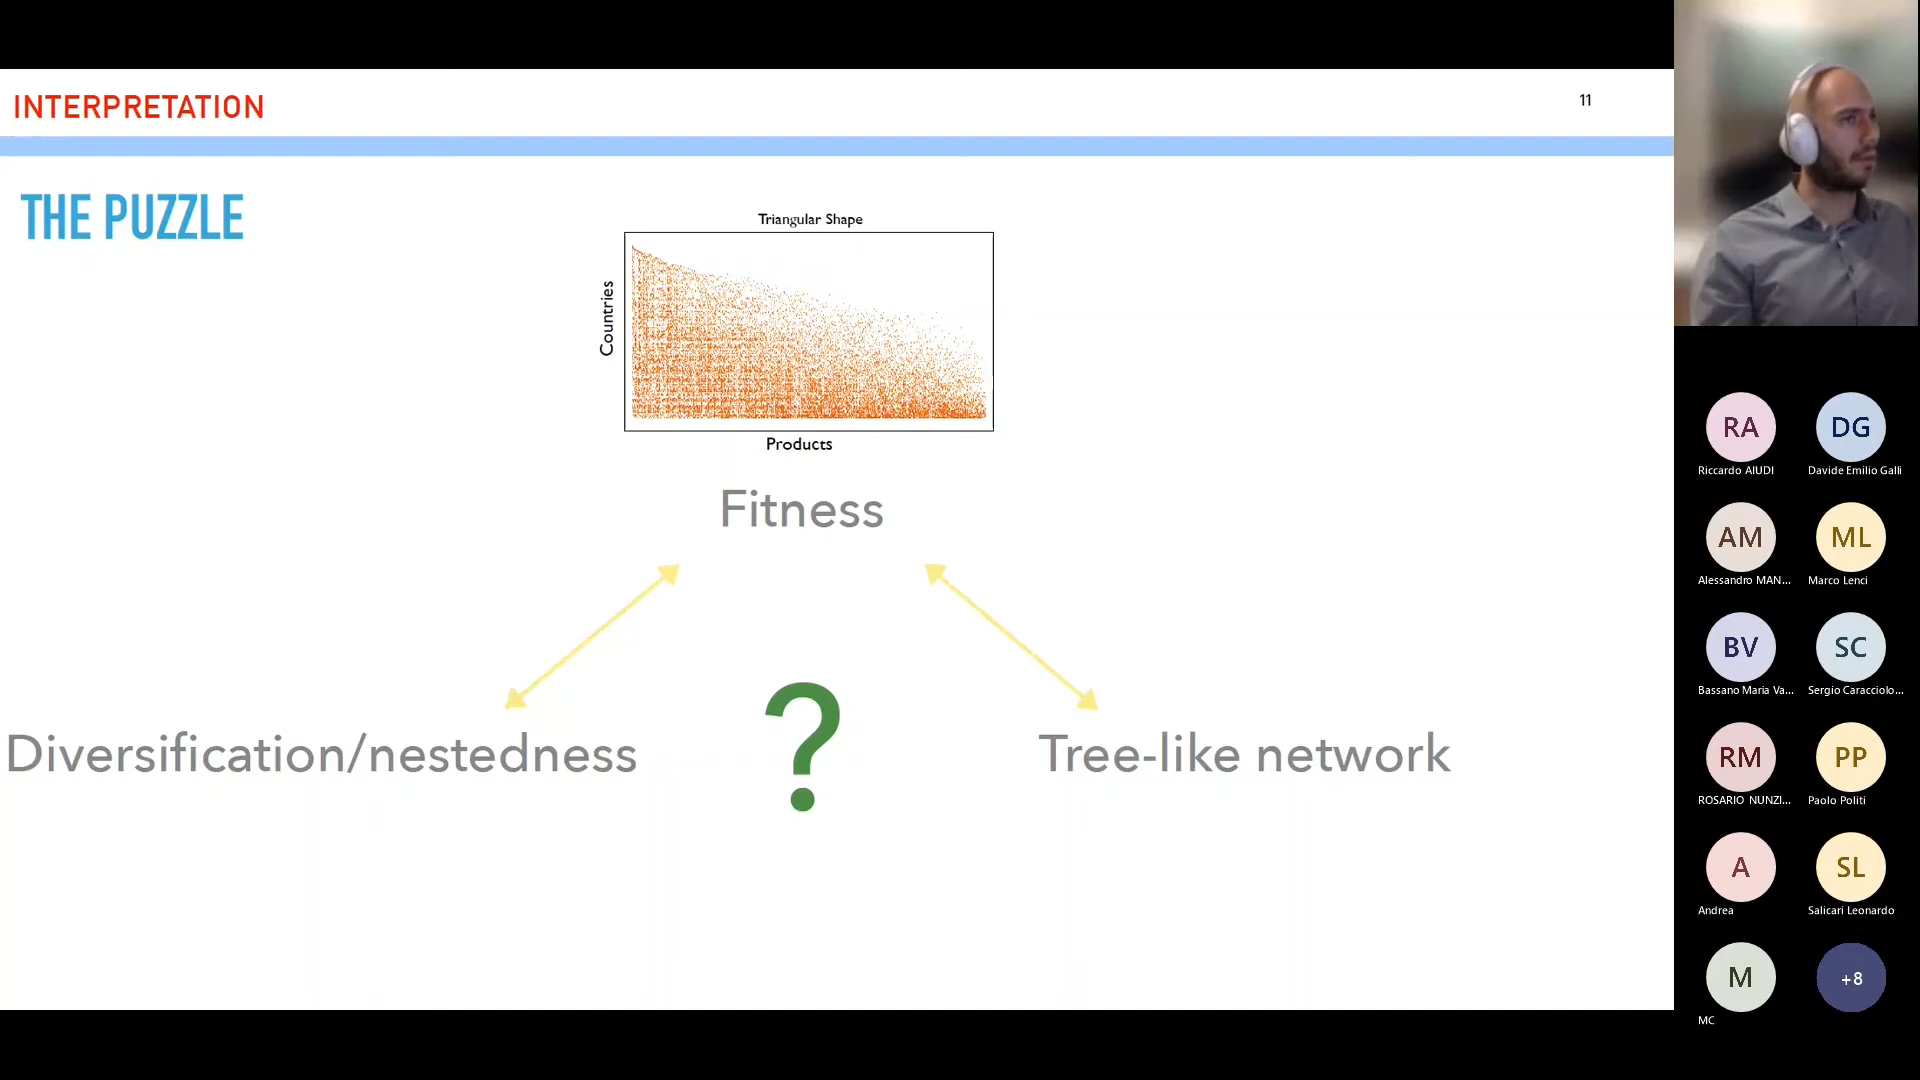 INTERPRETATION
11
THE PUZZLE
Triangular Shape
Countries
Products
Fitness
?
Diversification/nestedness
Tree-like network
RA
DG
Riccardo AIUDI
Davide Emilio Galli
AM
ML
Alessandro MAN...
Marco Lenci
BV
SC
Bassano Maria Va...
Sergio Caracciolo...
RM
PP
ROSARIO NUNZI...
Paolo Politi
A
SL
Andrea
Salicari Leonardo
M
+8
MC